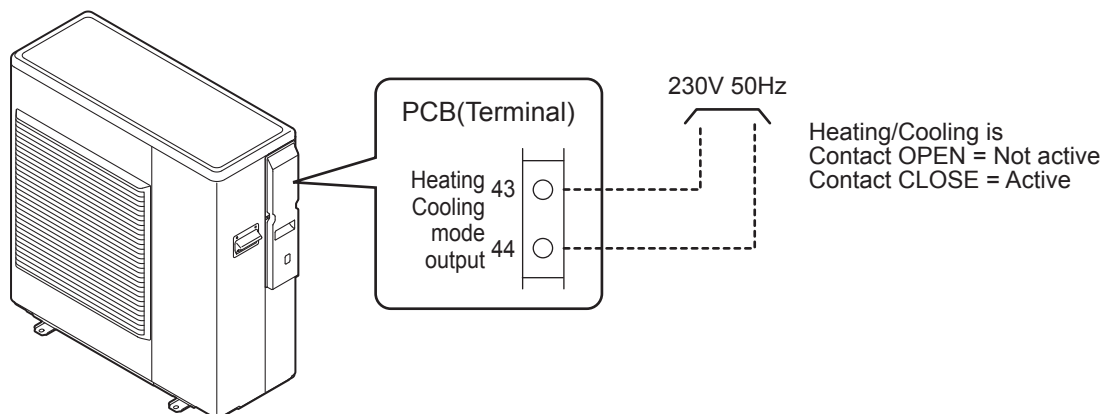 PCB(Terminal)
Heating
Cooling
mode
output
43
44
230V 50Hz
Heating/Cooling is
Contact OPEN = Not active
Contact CLOSE = Active